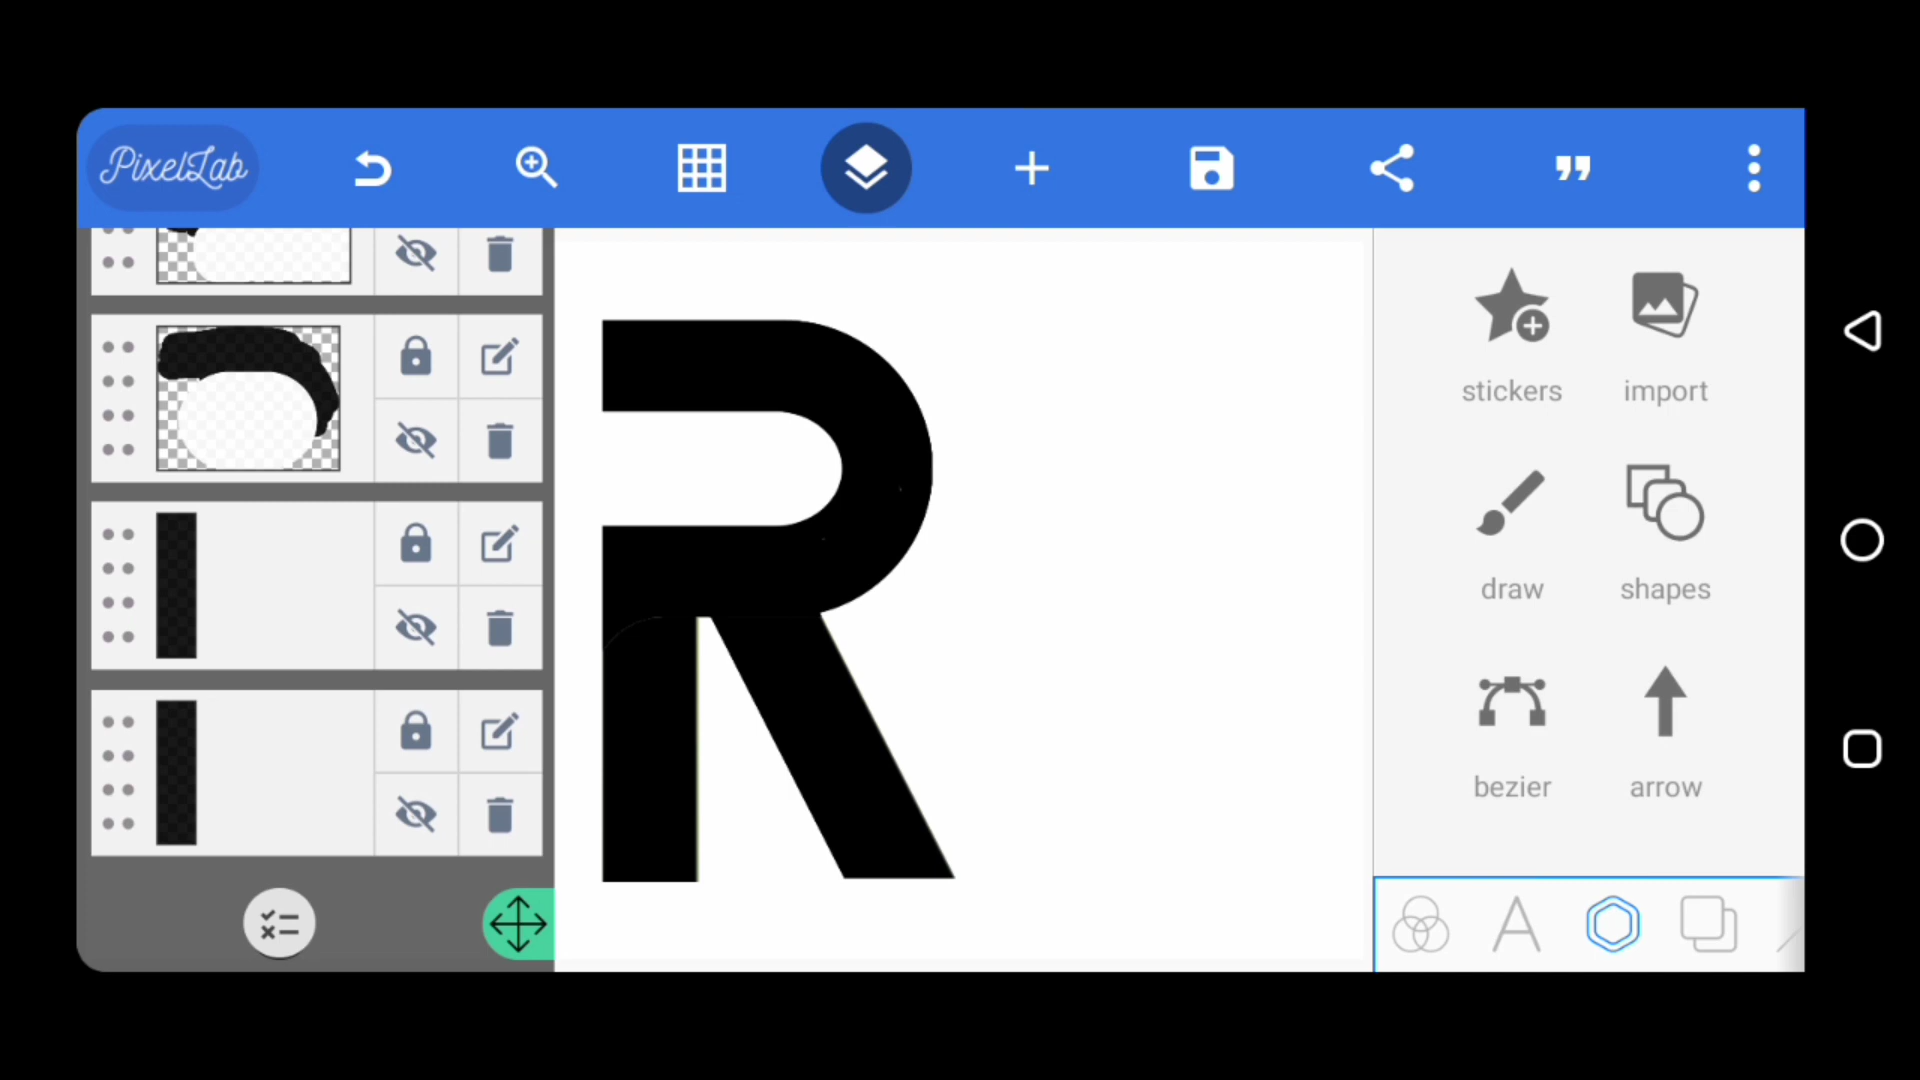 PixelLab
R
stickers
import
draw
shapes
bezier
arrow